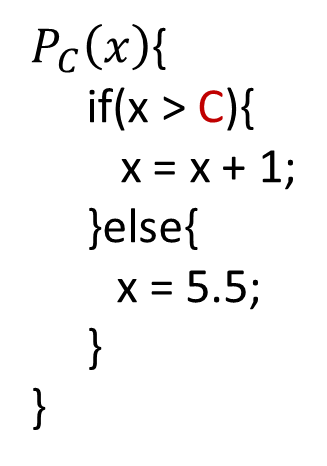 P_C(x){
if(x > C){
x = x + 1;
}else{
x = 5.5;
}
}